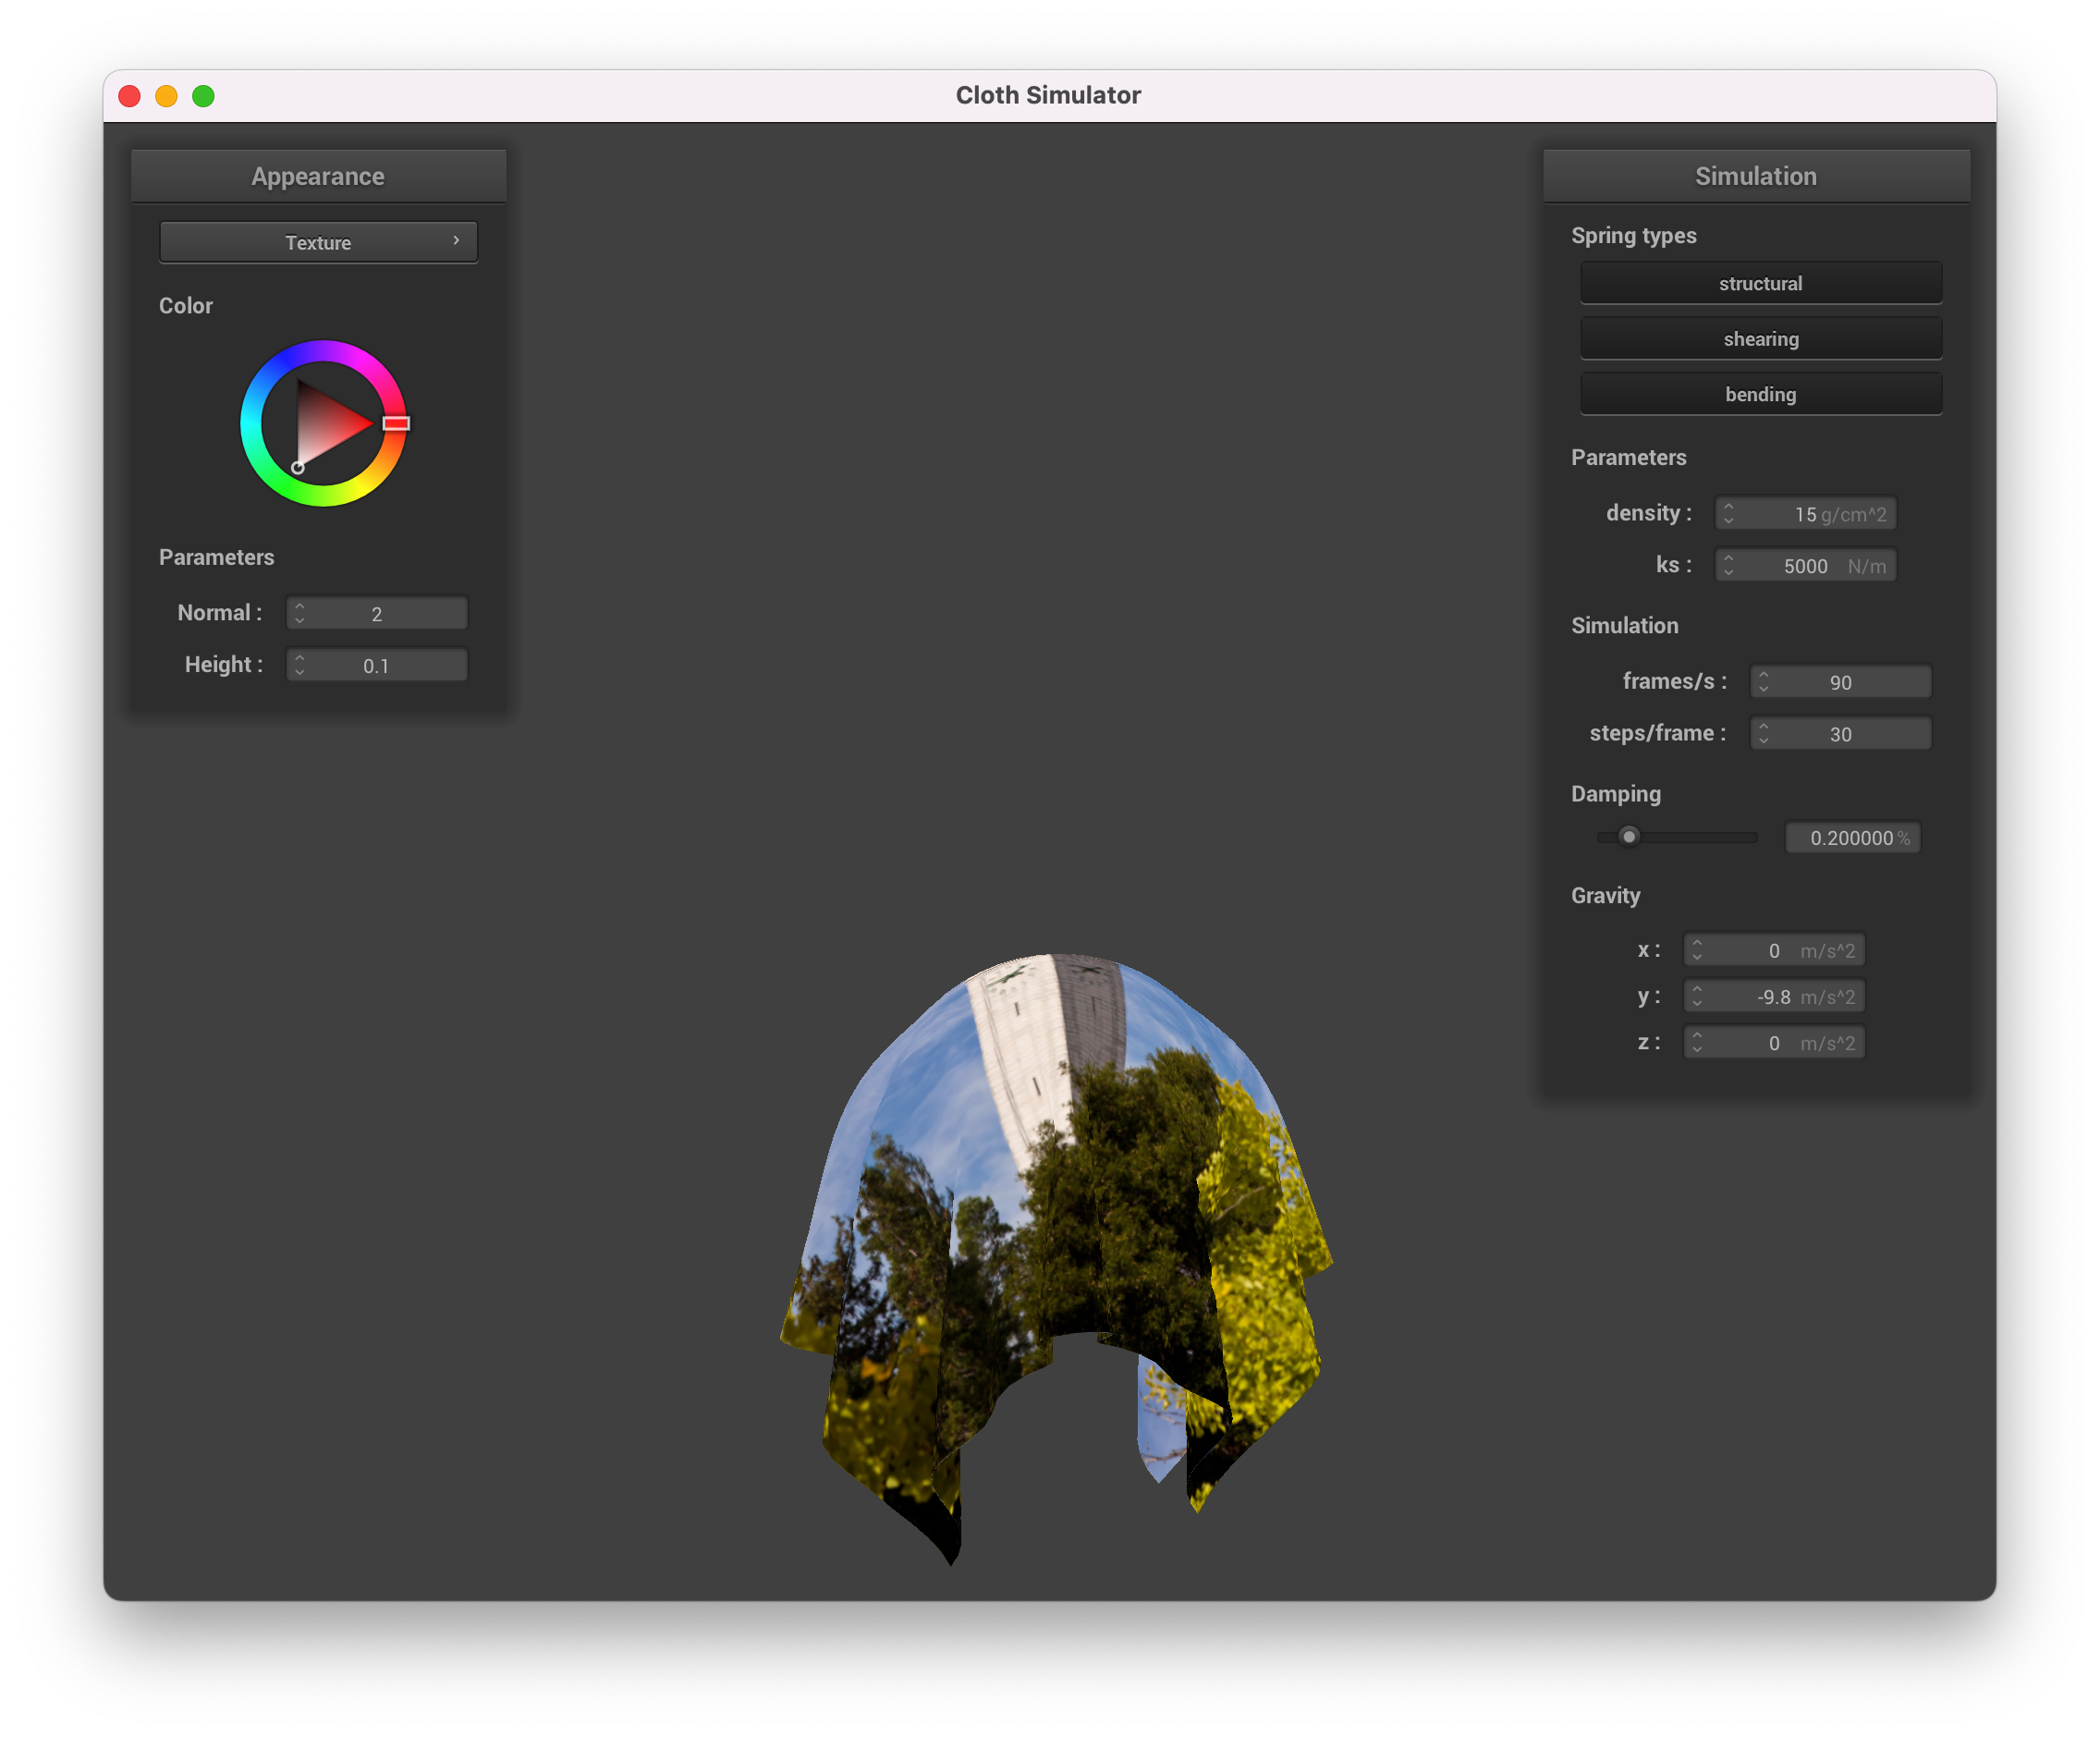 Cloth Simulator
Appearance
Texture
Color
Parameters
Normal :
2
Height :
0.1
Simulation
Spring types
structural
shearing
bending
Parameters
density :
15 g/cm^2
ks :
5000 N/m
Simulation
frames/s :
90
steps/frame :
30
Damping
0.200000 %
Gravity
x :
0 m/s^2
y :
-9.8 m/s^2
z :
0 m/s^2